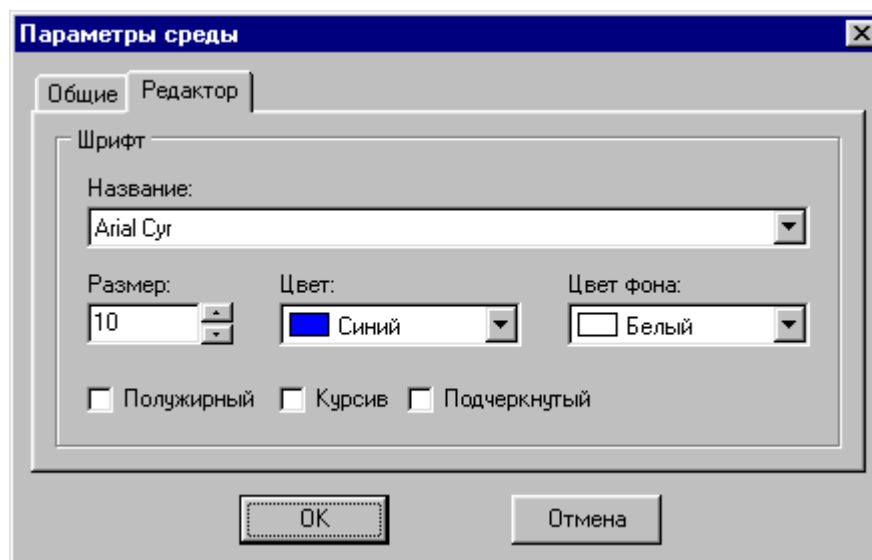 Параметры среды
Общие Редактор
Шрифт
Название:
Arial Cyr
Размер: Цвет: Цвет фона:
10 Синий Белый
Полужирный Курсив Подчеркнутый
OK Отмена